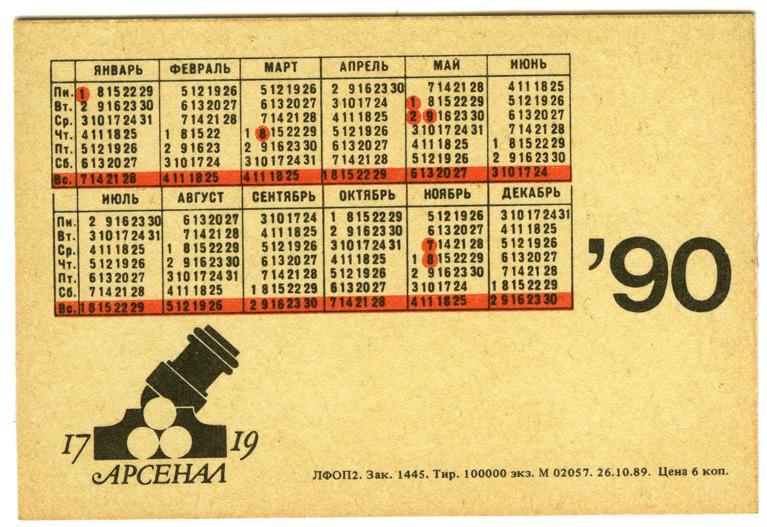 ЯНВАРЬ ФЕВРАЛЬ МАРТ АПРЕЛЬ МАЙ ИЮНЬ
Пн. 1 8 15 22 29 5 12 19 26 5 12 19 26 2 9 16 23 30 7 14 21 28 4 11 18 25
Вт. 2 9 16 23 30 6 13 20 27 6 13 20 27 3 10 17 24 1 8 15 22 29 5 12 19 26
Ср. 3 10 17 24 31 7 14 21 28 7 14 21 28 4 11 18 25 2 9 16 23 30 6 13 20 27
Чт. 4 11 18 25 1 8 15 22 1 8 15 22 29 5 12 19 26 3 10 17 24 31 7 14 21 28
Пт. 5 12 19 26 2 9 16 23 2 9 16 23 30 6 13 20 27 4 11 18 25 1 8 15 22 29
Сб. 6 13 20 27 3 10 17 24 3 10 17 24 31 7 14 21 28 5 12 19 26 2 9 16 23 30
Вс. 7 14 21 28 4 11 18 25 4 11 18 25 1 8 15 22 29 6 13 20 27 3 10 17 24
ИЮЛЬ АВГУСТ СЕНТЯБРЬ ОКТЯБРЬ НОЯБРЬ ДЕКАБРЬ
Пн. 2 9 16 23 30 6 13 20 27 3 10 17 24 1 8 15 22 29 5 12 19 26 3 10 17 24 31
Вт. 3 10 17 24 31 7 14 21 28 4 11 18 25 2 9 16 23 30 6 13 20 27 4 11 18 25
Ср. 4 11 18 25 1 8 15 22 29 5 12 19 26 3 10 17 24 31 7 14 21 28 5 12 19 26
Чт. 5 12 19 26 2 9 16 23 30 6 13 20 27 4 11 18 25 1 8 15 22 29 6 13 20 27
Пт. 6 13 20 27 3 10 17 24 31 7 14 21 28 5 12 19 26 2 9 16 23 30 7 14 21 28
Сб. 7 14 21 28 4 11 18 25 1 8 15 22 29 6 13 20 27 3 10 17 24 1 8 15 22 29
Вс. 1 8 15 22 29 5 12 19 26 2 9 16 23 30 7 14 21 28 4 11 18 25 2 9 16 23 30
’90
17 19
АРСЕНАЛ
ЛФОП2. Зак. 1445. Тир. 100000 экз. М 02057. 26.10.89. Цена 6 коп.